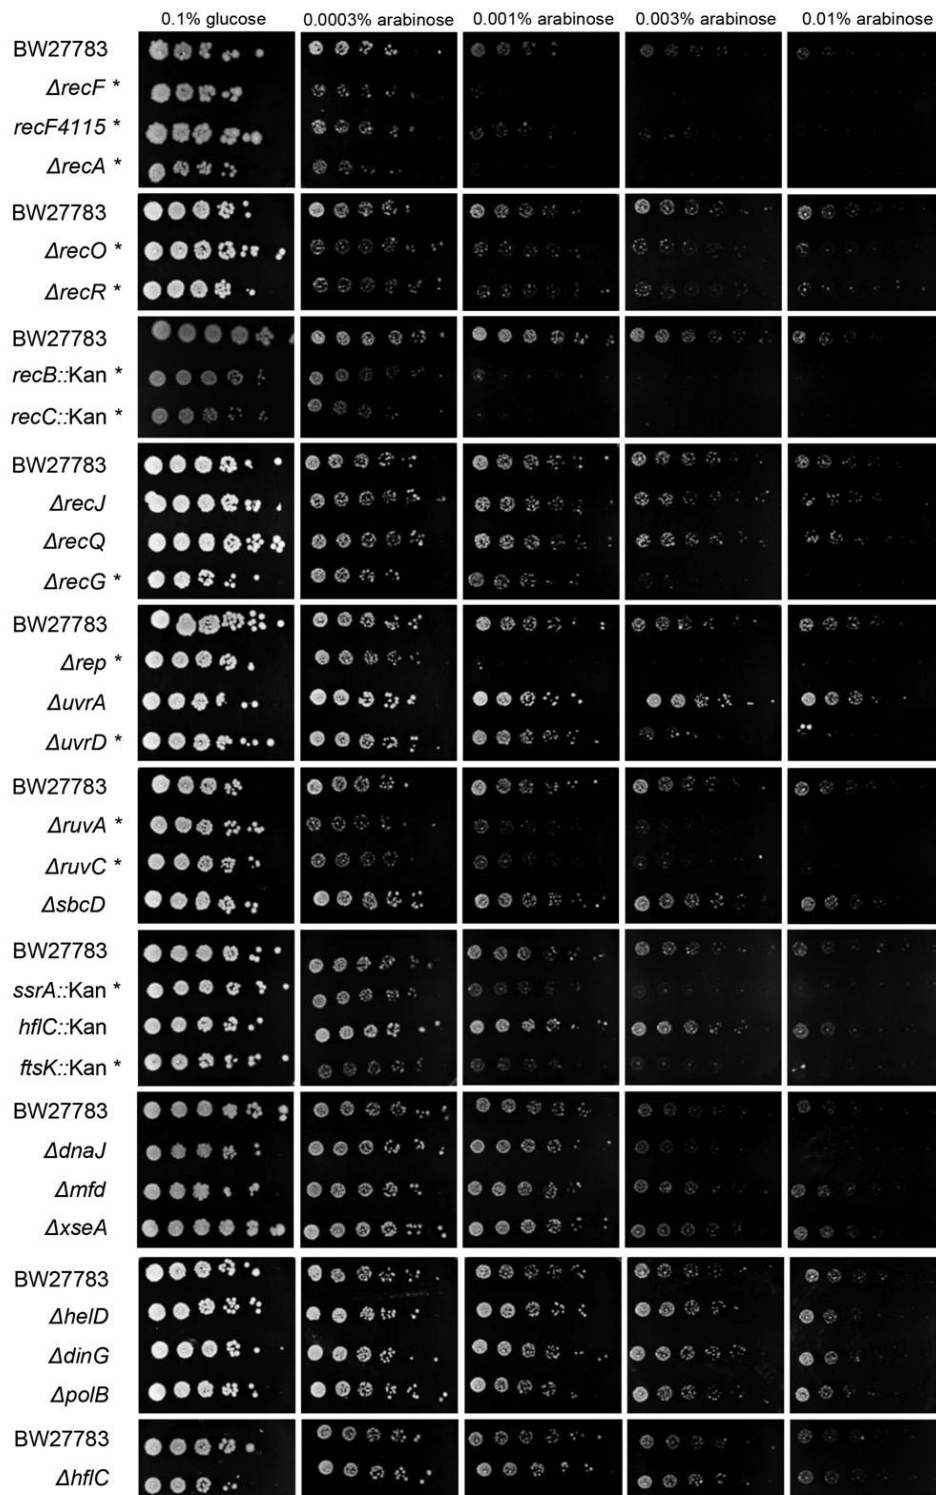 0.1% glucose 0.0003% arabinose 0.001% arabinose 0.003% arabinose 0.01% arabinose
BW27783
ΔrecF *
recF4115 *
ΔrecA *
BW27783
ΔrecO *
ΔrecR *
BW27783
recB::Kan *
recC::Kan *
BW27783
ΔrecJ
ΔrecQ
ΔrecG *
BW27783
Δrep *
ΔuvrA
ΔuvrD *
BW27783
ΔruvA *
ΔruvC *
ΔsbcD
BW27783
ssrA::Kan *
hflC::Kan
ftsK::Kan *
BW27783
ΔdnaJ
Δmfd
ΔxseA
BW27783
ΔhelD
ΔdinG
ΔpolB
BW27783
ΔhflC